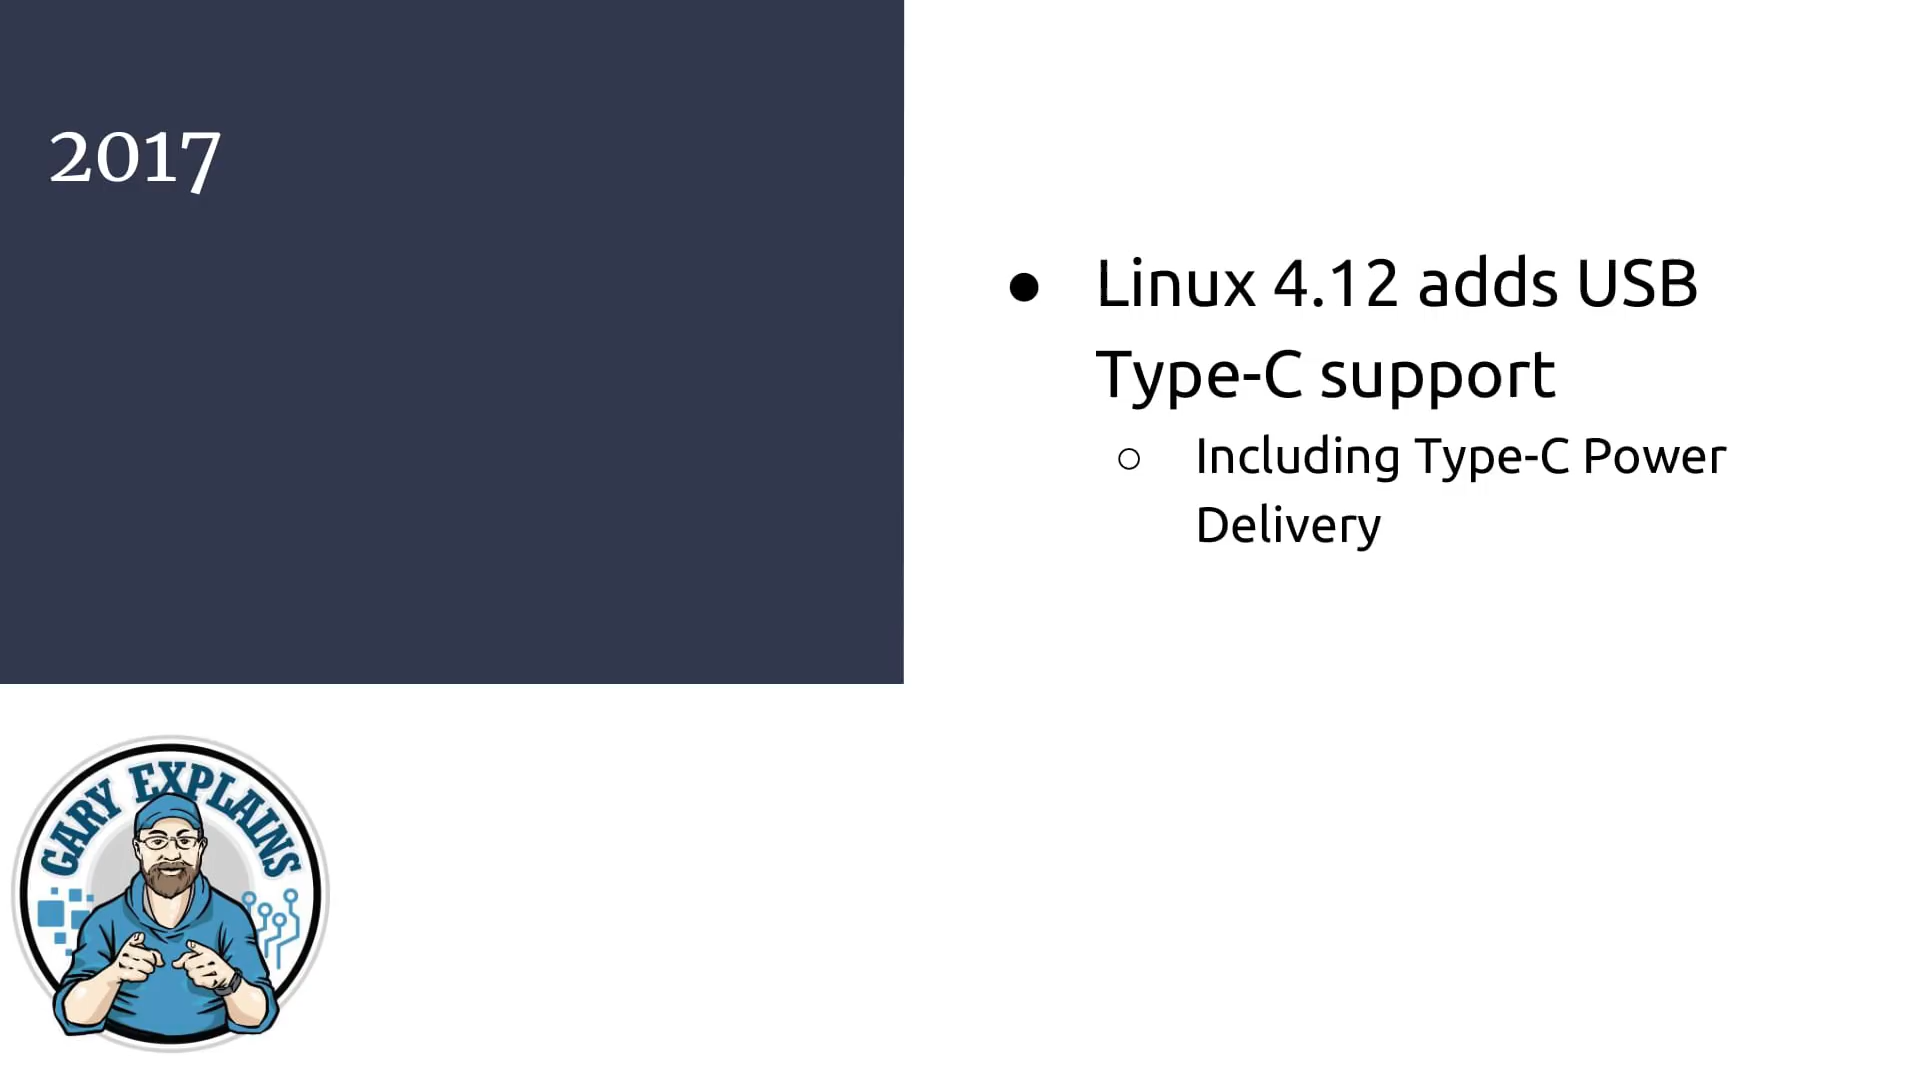 2017
● Linux 4.12 adds USB
Type-C support
○ Including Type-C Power
Delivery
GARY EXPLAINS